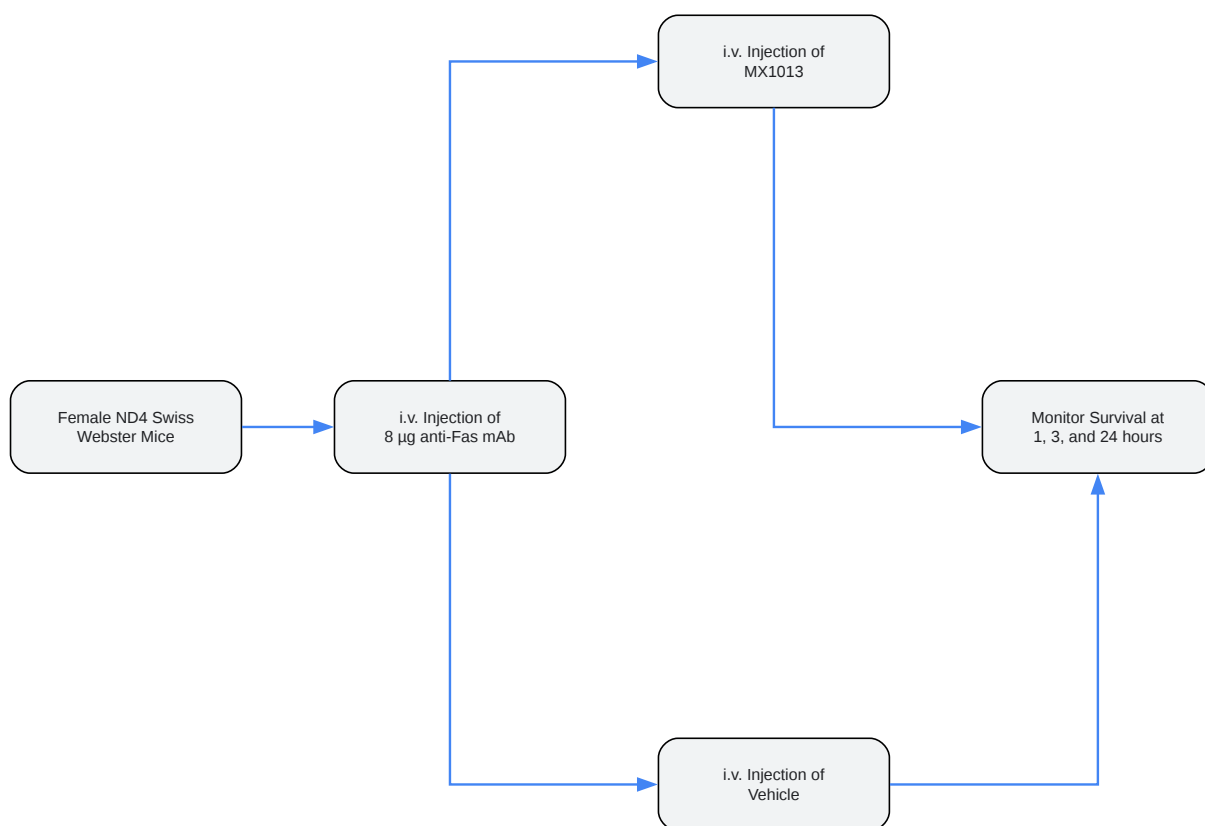 i.v. Injection of
MX1013
Female ND4 Swiss
Webster Mice
i.v. Injection of
8 µg anti-Fas mAb
Monitor Survival at
1, 3, and 24 hours
i.v. Injection of
Vehicle